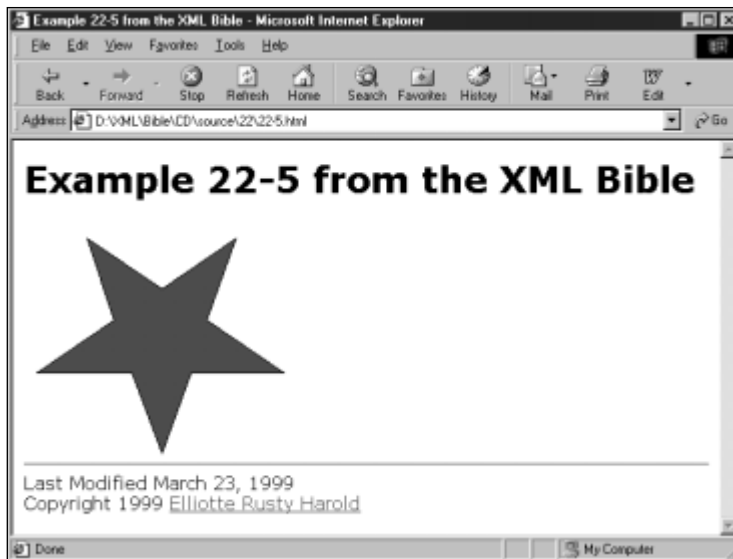 Example 22-5 from the XML Bible - Microsoft Internet Explorer
File Edit View Favorites Tools Help
Back Forward Stop Refresh Home Search Favorites History Mail Print Edit
Address D:\XML\Bible\CD\source\22\22-5.html Go
Example 22-5 from the XML Bible
Last Modified March 23, 1999
Copyright 1999 Elliotte Rusty Harold
Done My Computer